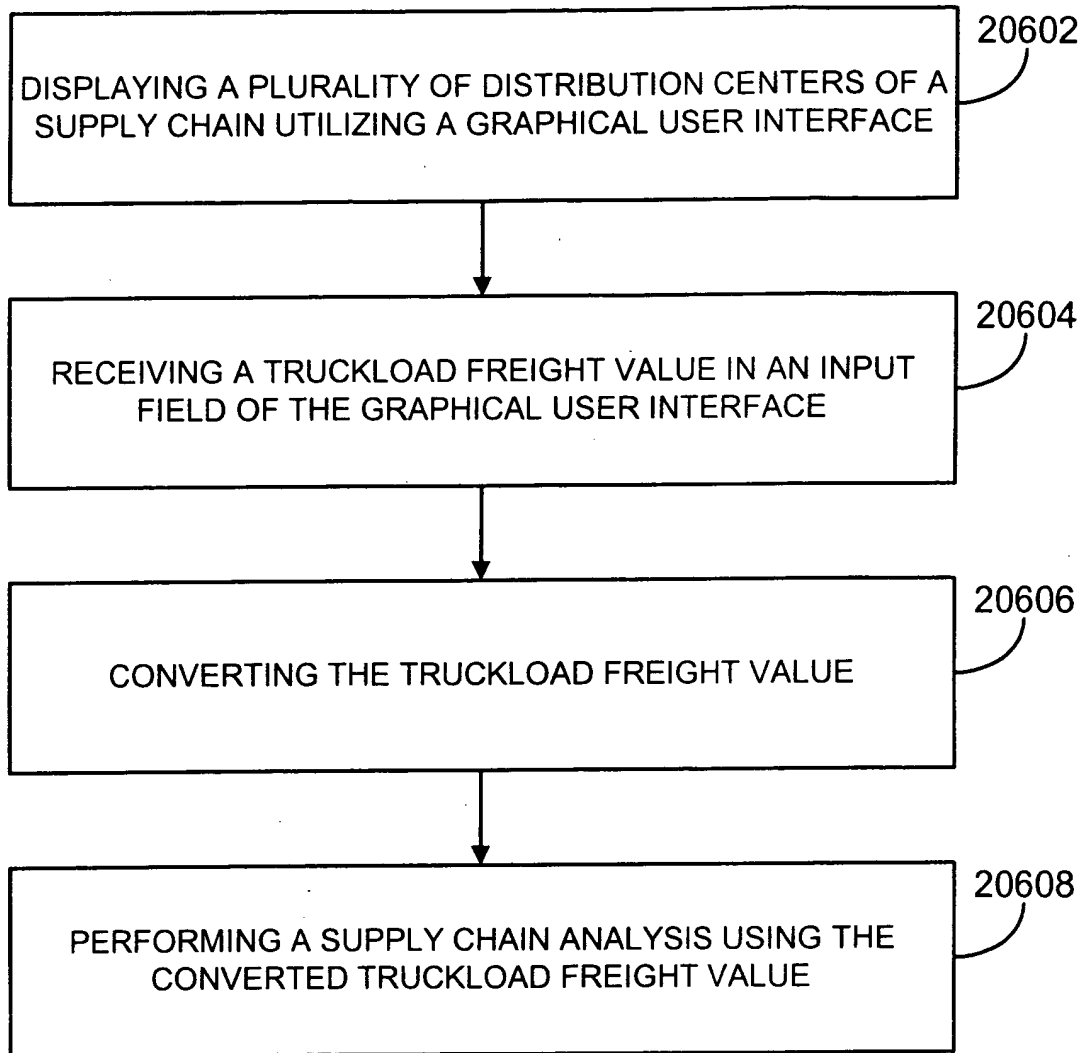 20602
DISPLAYING A PLURALITY OF DISTRIBUTION CENTERS OF A
SUPPLY CHAIN UTILIZING A GRAPHICAL USER INTERFACE
20604
RECEIVING A TRUCKLOAD FREIGHT VALUE IN AN INPUT
FIELD OF THE GRAPHICAL USER INTERFACE
20606
CONVERTING THE TRUCKLOAD FREIGHT VALUE
20608
PERFORMING A SUPPLY CHAIN ANALYSIS USING THE
CONVERTED TRUCKLOAD FREIGHT VALUE